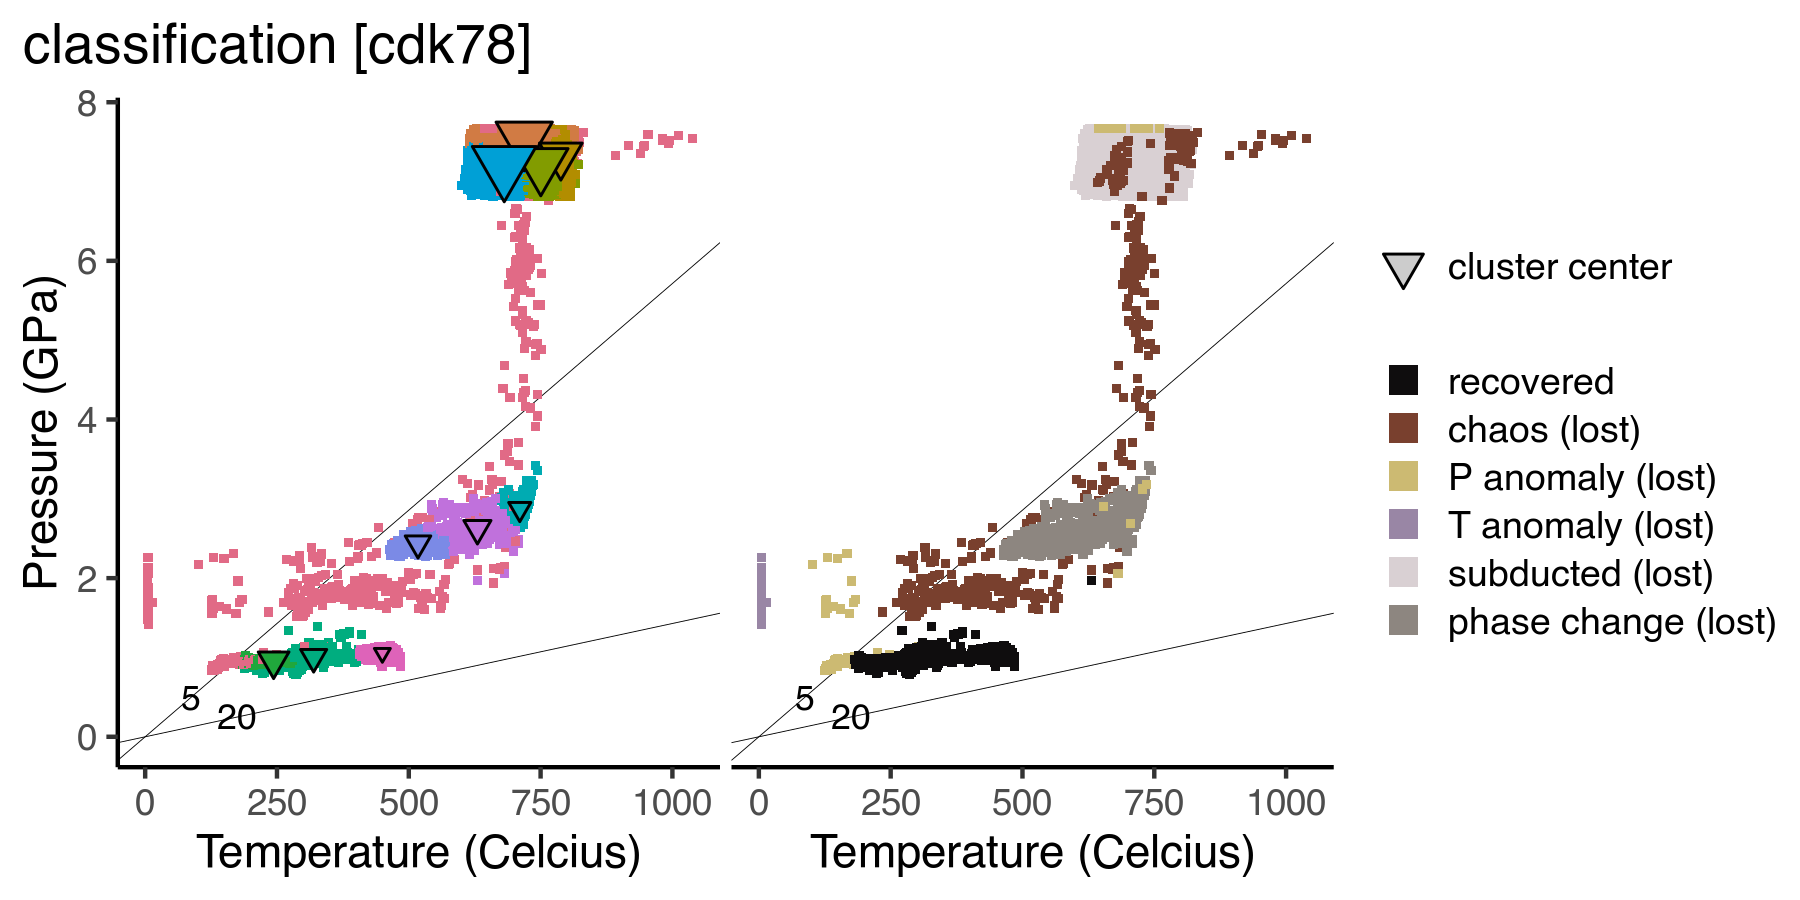 classification [cdk78]
Pressure (GPa)
8
6
4
2
0
5
20
5
20
0 250 500 750 1000
0 250 500 750 1000
Temperature (Celcius)
Temperature (Celcius)
cluster center
recovered
chaos (lost)
P anomaly (lost)
T anomaly (lost)
subducted (lost)
phase change (lost)